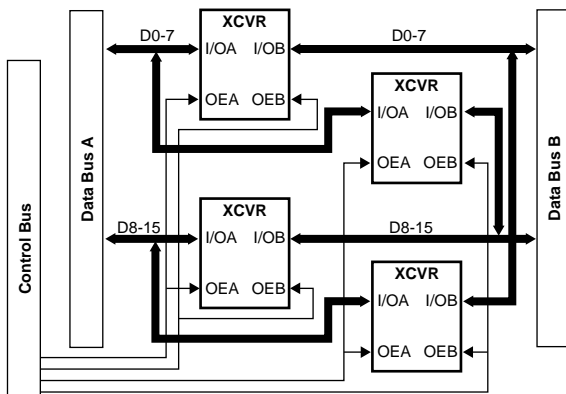 XCVR
D0-7
I/OA I/OB
D0-7
OEA OEB
XCVR
I/OA I/OB
OEA OEB
Data Bus A
Data Bus B
Control Bus
XCVR
D8-15
I/OA I/OB
D8-15
OEA OEB
XCVR
I/OA I/OB
OEA OEB